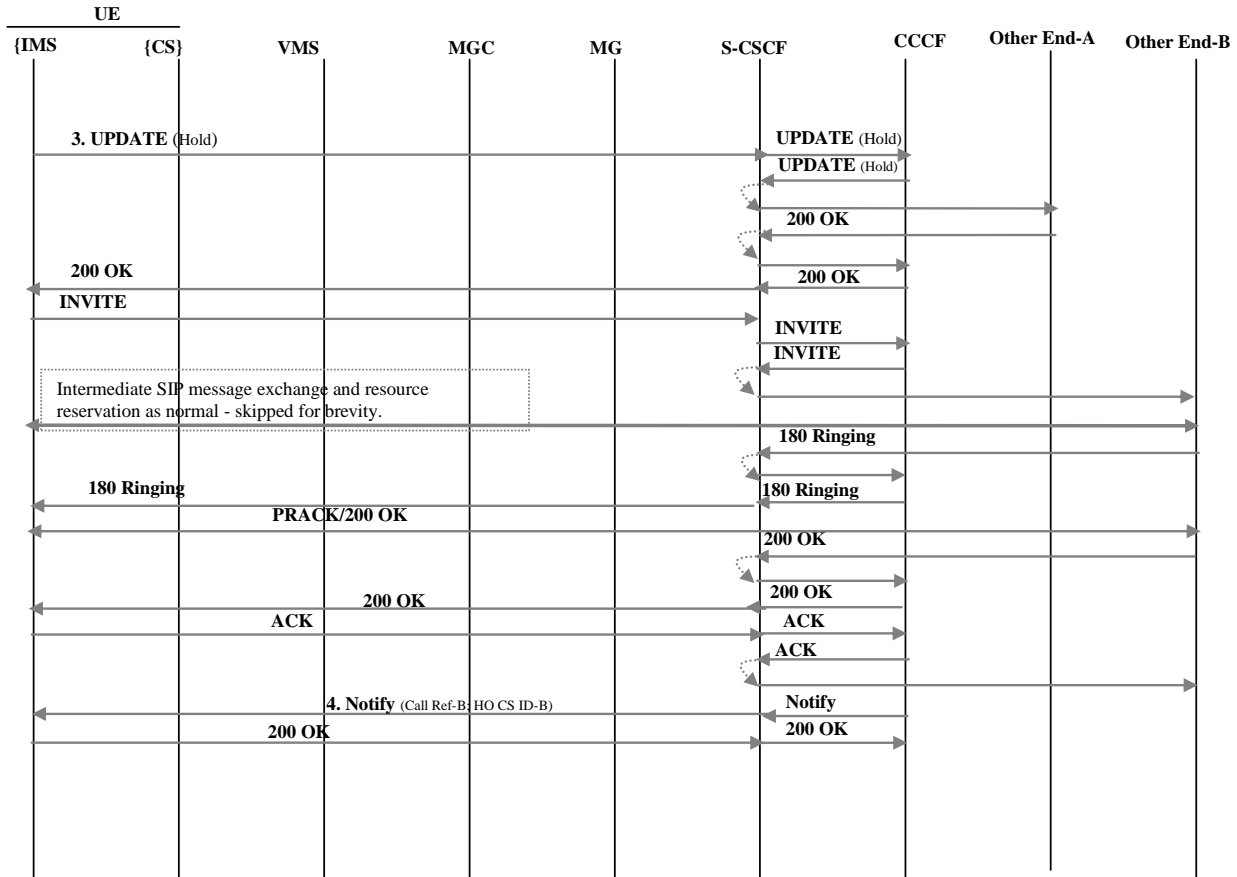 UE
{IMS
{CS}
VMS
MGC
MG
S-CSCF
CCCF
Other End-A
Other End-B
3. UPDATE (Hold)
UPDATE (Hold)
UPDATE (Hold)
200 OK
200 OK
200 OK
INVITE
INVITE
INVITE
Intermediate SIP message exchange and resource
reservation as normal - skipped for brevity.
180 Ringing
180 Ringing
180 Ringing
PRACK/200 OK
200 OK
200 OK
200 OK
ACK
ACK
ACK
4. Notify (Call Ref-B; HO CS ID-B)
Notify
200 OK
200 OK